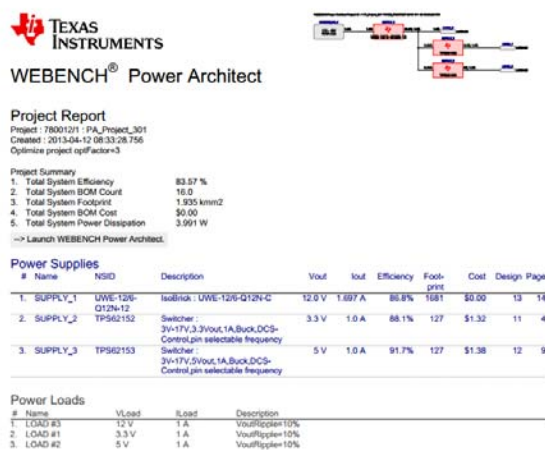 TEXAS
INSTRUMENTS
WEBENCH® Power Architect
Project Report
Project : 780012/1 : PA_Project_301
Created : 2013-04-12 08:33:28.756
Optimize project optFactor=3
Project Summary
1. Total System Efficiency 83.57 %
2. Total System BOM Count 16.0
3. Total System Footprint 1.935 kmm2
4. Total System BOM Cost $0.00
5. Total System Power Dissipation 3.991 W
--> Launch WEBENCH Power Architect.
Power Supplies
# Name NSID Description Vout Iout Efficiency Foot- Cost Design Page
print
1. SUPPLY_1 UWE-12/6- IsoBrick : UWE-12/6-Q12N-C 12.0 V 1.697 A 86.8% 1681 $0.00 13 14
Q12N-12
2. SUPPLY_2 TPS62152 Switcher : 3.3 V 1.0 A 88.1% 127 $1.32 11 4
3V-17V,3.3Vout,1A,Buck,DCS-
Control,pin selectable frequency
3. SUPPLY_3 TPS62153 Switcher : 5 V 1.0 A 91.7% 127 $1.38 12 9
3V-17V,5Vout,1A,Buck,DCS-
Control,pin selectable frequency
Power Loads
# Name VLoad ILoad Description
1. LOAD #3 12 V 1 A VoutRipple=10%
2. LOAD #1 3.3 V 1 A VoutRipple=10%
3. LOAD #2 5 V 1 A VoutRipple=10%